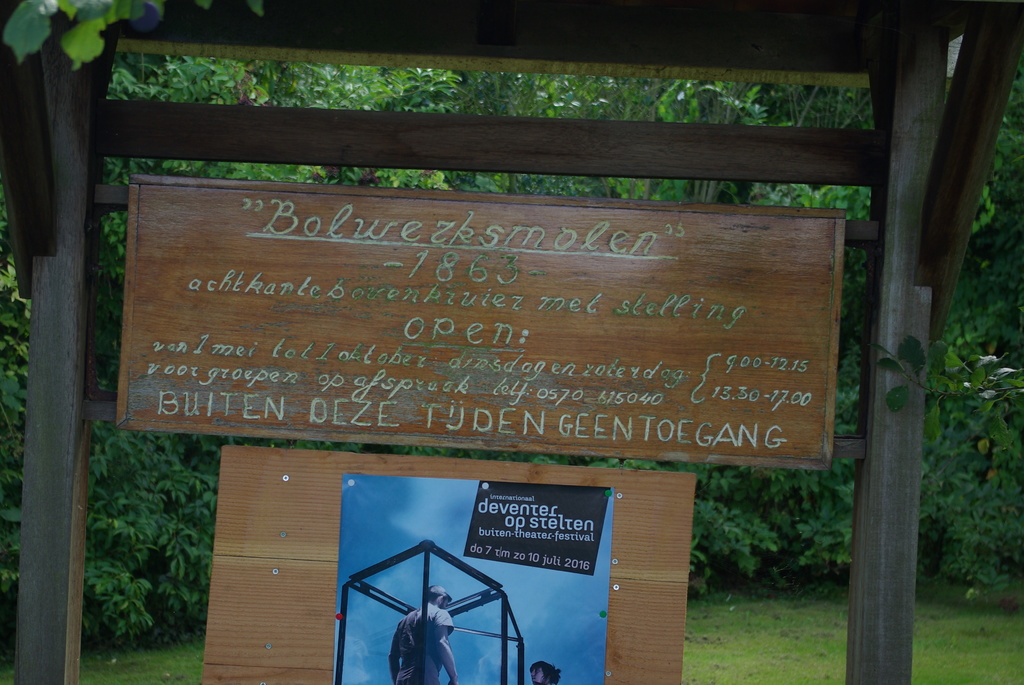 "Bolwerksmolen"
-1863-
achtkante bovenkruier met stelling
OPEN:
van 1 mei tot 1 oktober dinsdag en zaterdag { 9.00-12.15
voor groepen op afspraak telf: 0570 615040 13.30-17.00
BUITEN DEZE TIJDEN GEEN TOEGANG
internationaal
deventer
op stelten
buiten-theater-festival
do 7 t/m zo 10 juli 2016